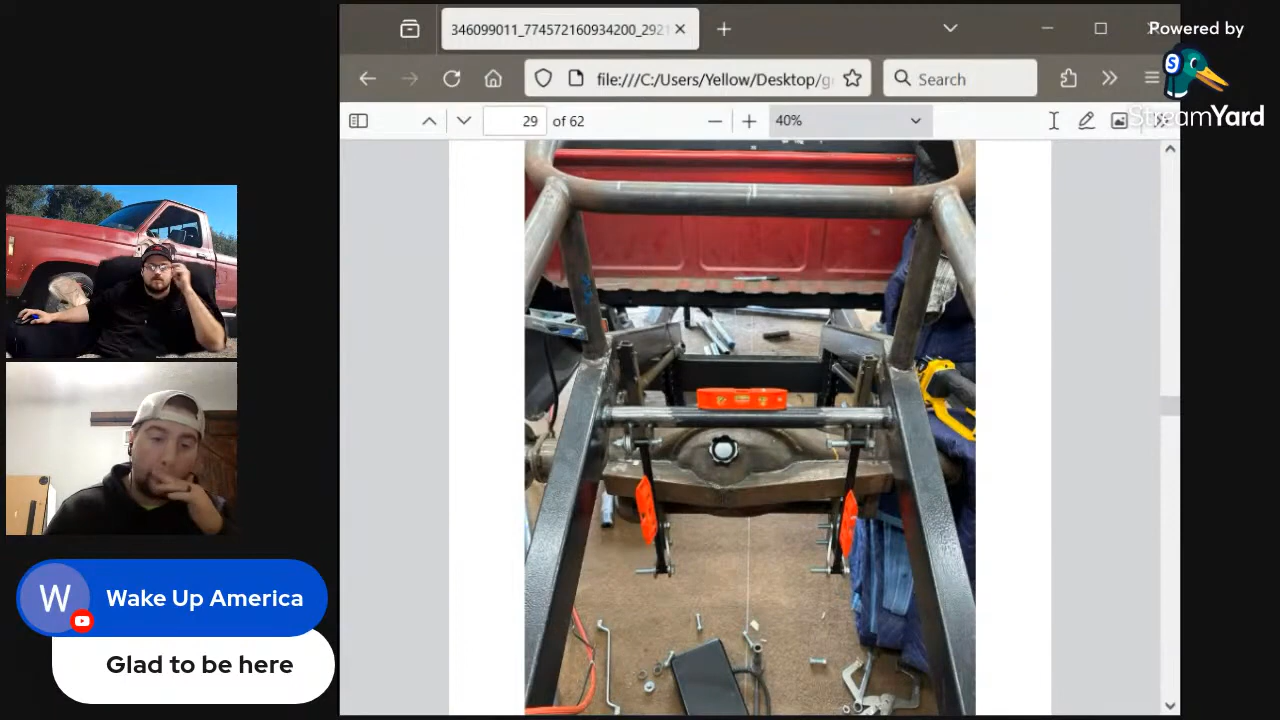 346099011_774572160934200_2921
Powered by
S
file:///C:/Users/Yellow/Desktop/g
Search
StreamYard
29 of 62
40%
W
Wake Up America
Glad to be here